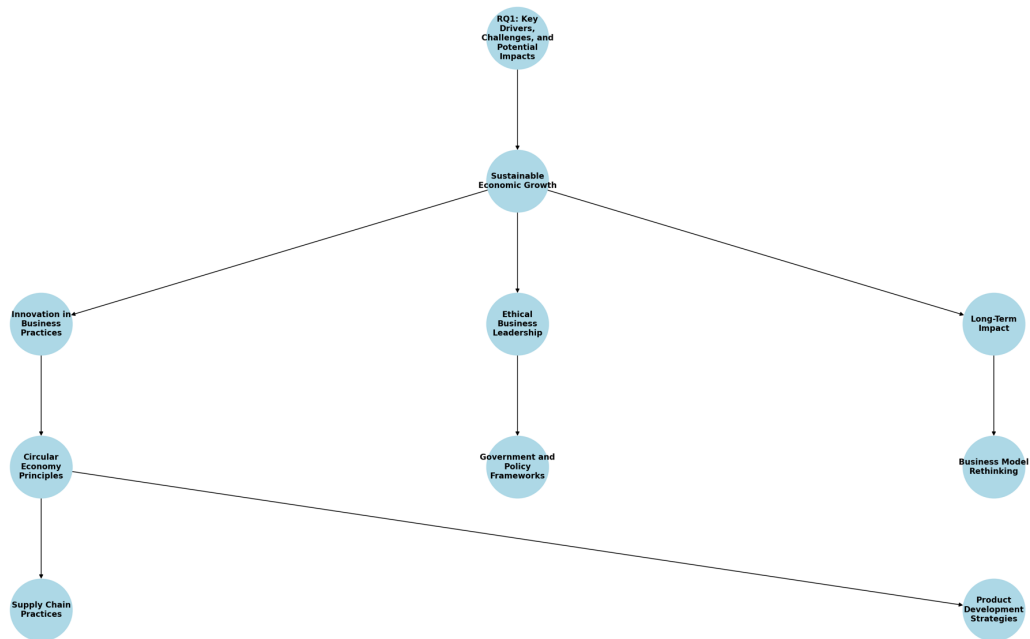 RQ1: Key
Drivers,
Challenges, and
Potential
Impacts
Sustainable
Economic Growth
Innovation in
Business
Practices
Ethical
Business
Leadership
Long-Term
Impact
Circular
Economy
Principles
Government and
Policy
Frameworks
Business Model
Rethinking
Supply Chain
Practices
Product
Development
Strategies